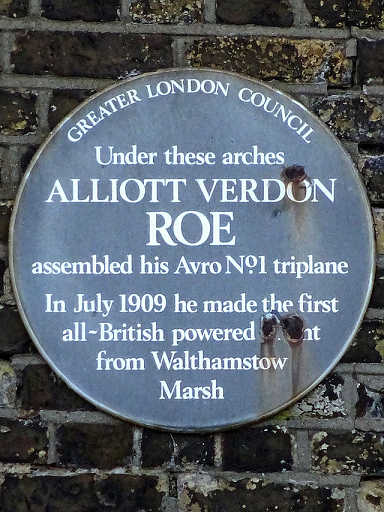 GREATER LONDON COUNCIL
Under these arches
ALLIOTT VERDON
ROE
assembled his Avro Nº1 triplane
In July 1909 he made the first
all-British powered
from Walthamstow
Marsh